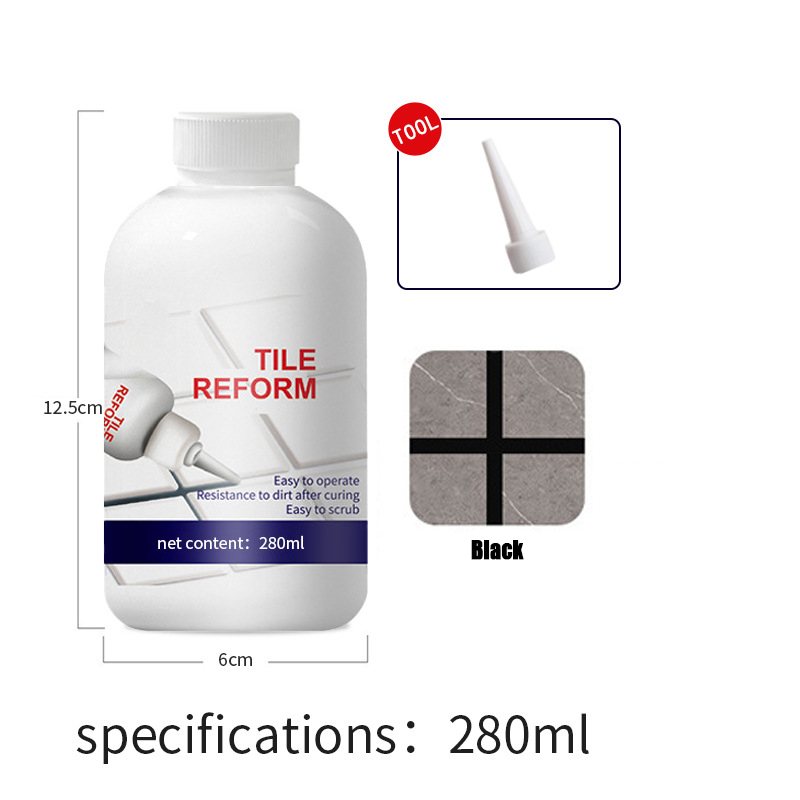 TOOL
TILE
REFORM
12.5cm
TILE
REFORM
Easy to operate
Resistance to dirt after curing
Easy to scrub
net content：280ml
Black
6cm
specifications：280ml